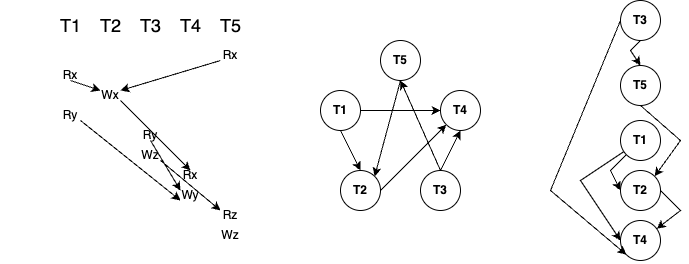 T1 T2 T3 T4 T5
Rx
Rx
Wx
Ry
Ry
Wz
Rx
Wy
Rz
Wz
T5
T1 T4
T2 T3
T3
T5
T1
T2
T4